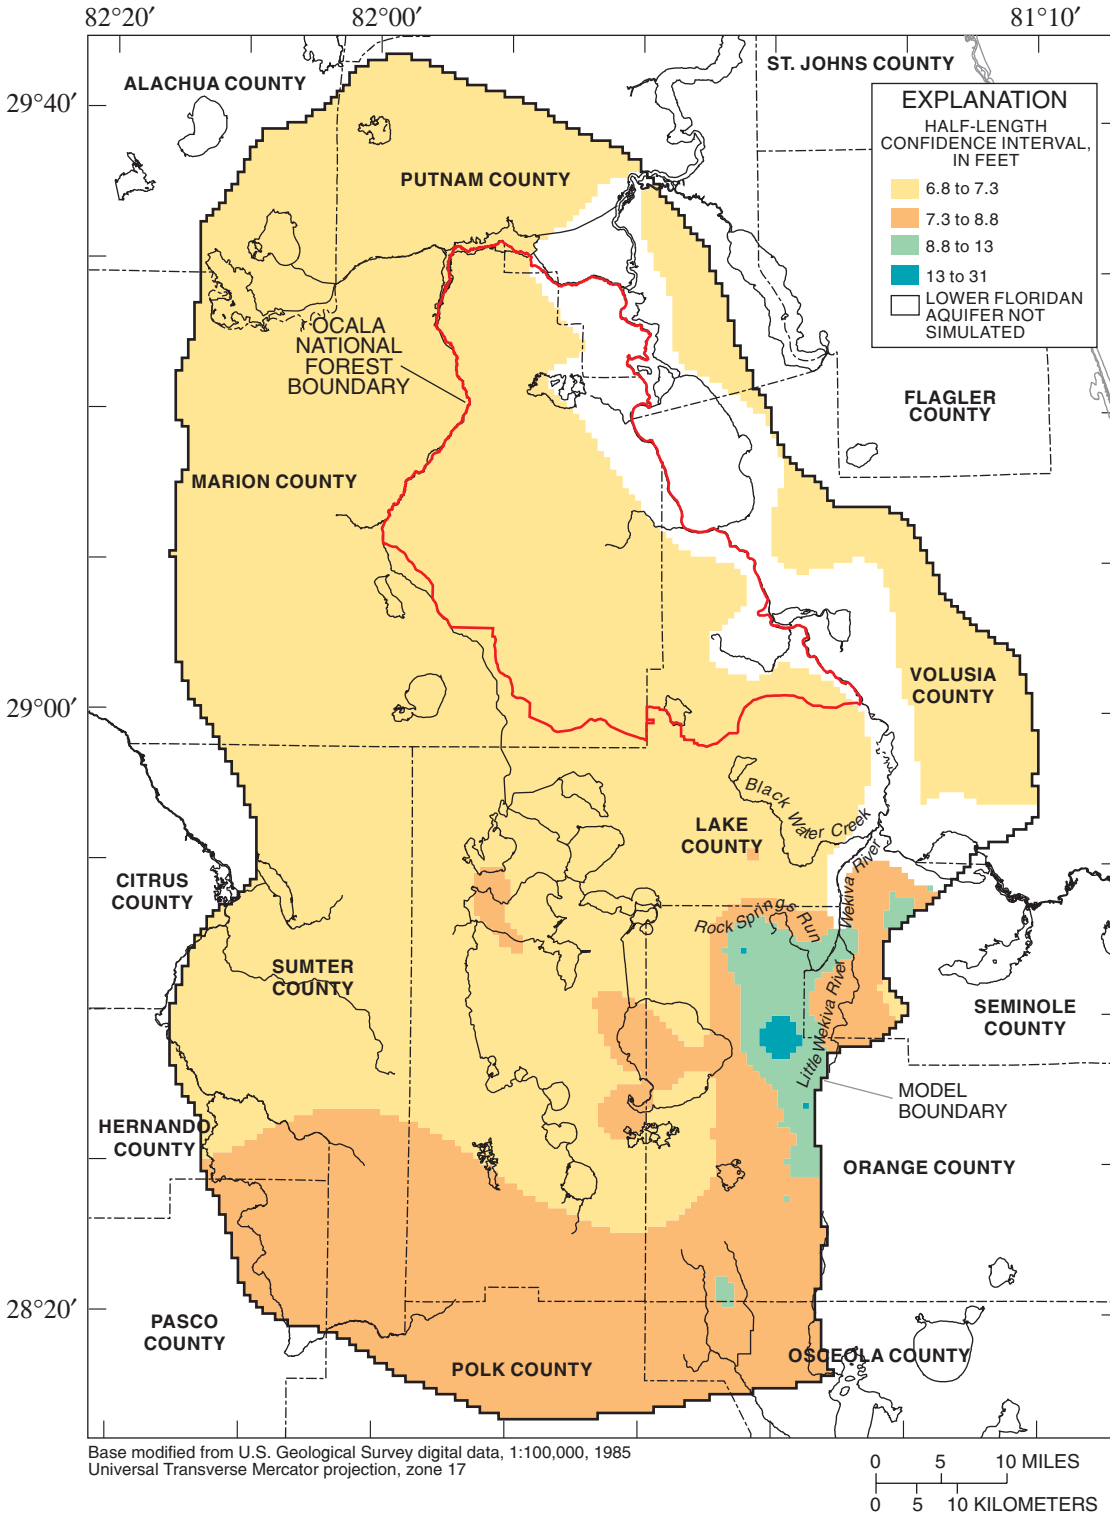 82°20′
82°00′
81°10′
ALACHUA COUNTY
ST. JOHNS COUNTY
29°40′
EXPLANATION
HALF-LENGTH
CONFIDENCE INTERVAL,
IN FEET
6.8 to 7.3
7.3 to 8.8
8.8 to 13
13 to 31
LOWER FLORIDAN
AQUIFER NOT
SIMULATED
PUTNAM COUNTY
OCALA
NATIONAL
FOREST
BOUNDARY
FLAGLER
COUNTY
MARION COUNTY
VOLUSIA
COUNTY
29°00′
Black Water Creek
LAKE
COUNTY
CITRUS
COUNTY
Wekiva River
Rock Springs Run
SUMTER
COUNTY
Little Wekiva River
SEMINOLE
COUNTY
MODEL
BOUNDARY
HERNANDO
COUNTY
ORANGE COUNTY
28°20′
PASCO
COUNTY
POLK COUNTY
OSCEOLA COUNTY
Base modified from U.S. Geological Survey digital data, 1:100,000, 1985
Universal Transverse Mercator projection, zone 17
0 5 10 MILES
0 5 10 KILOMETERS